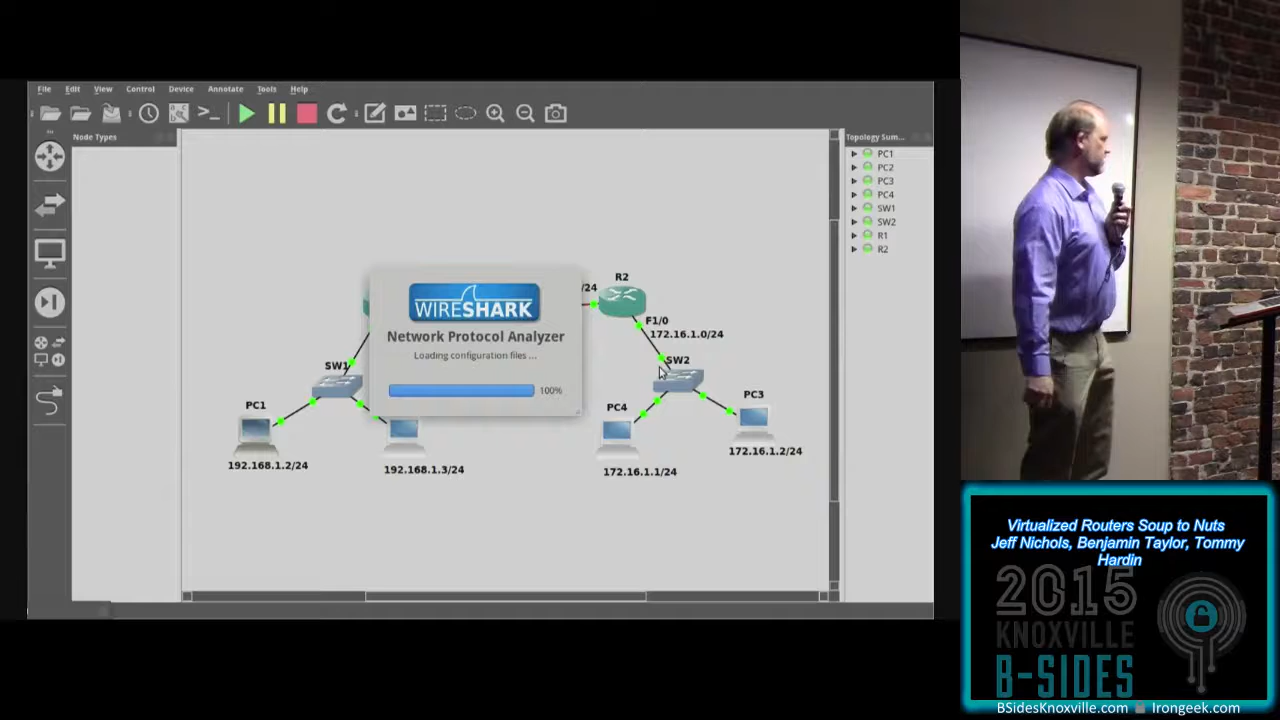 File Edit View Control Device Annotate Tools Help
Node Types
Topology Sum...
PC1
PC2
PC3
PC4
SW1
SW2
R1
R2
R2
/24
F1/0
172.16.1.0/24
WIRESHARK
Network Protocol Analyzer
Loading configuration files ...
100%
SW1
SW2
PC1
PC4
PC3
192.168.1.2/24
192.168.1.3/24
172.16.1.1/24
172.16.1.2/24
Virtualized Routers Soup to Nuts
Jeff Nichols, Benjamin Taylor, Tommy
Hardin
2015
KNOXVILLE
B-SIDES
BSidesKnoxville.com Irongeek.com